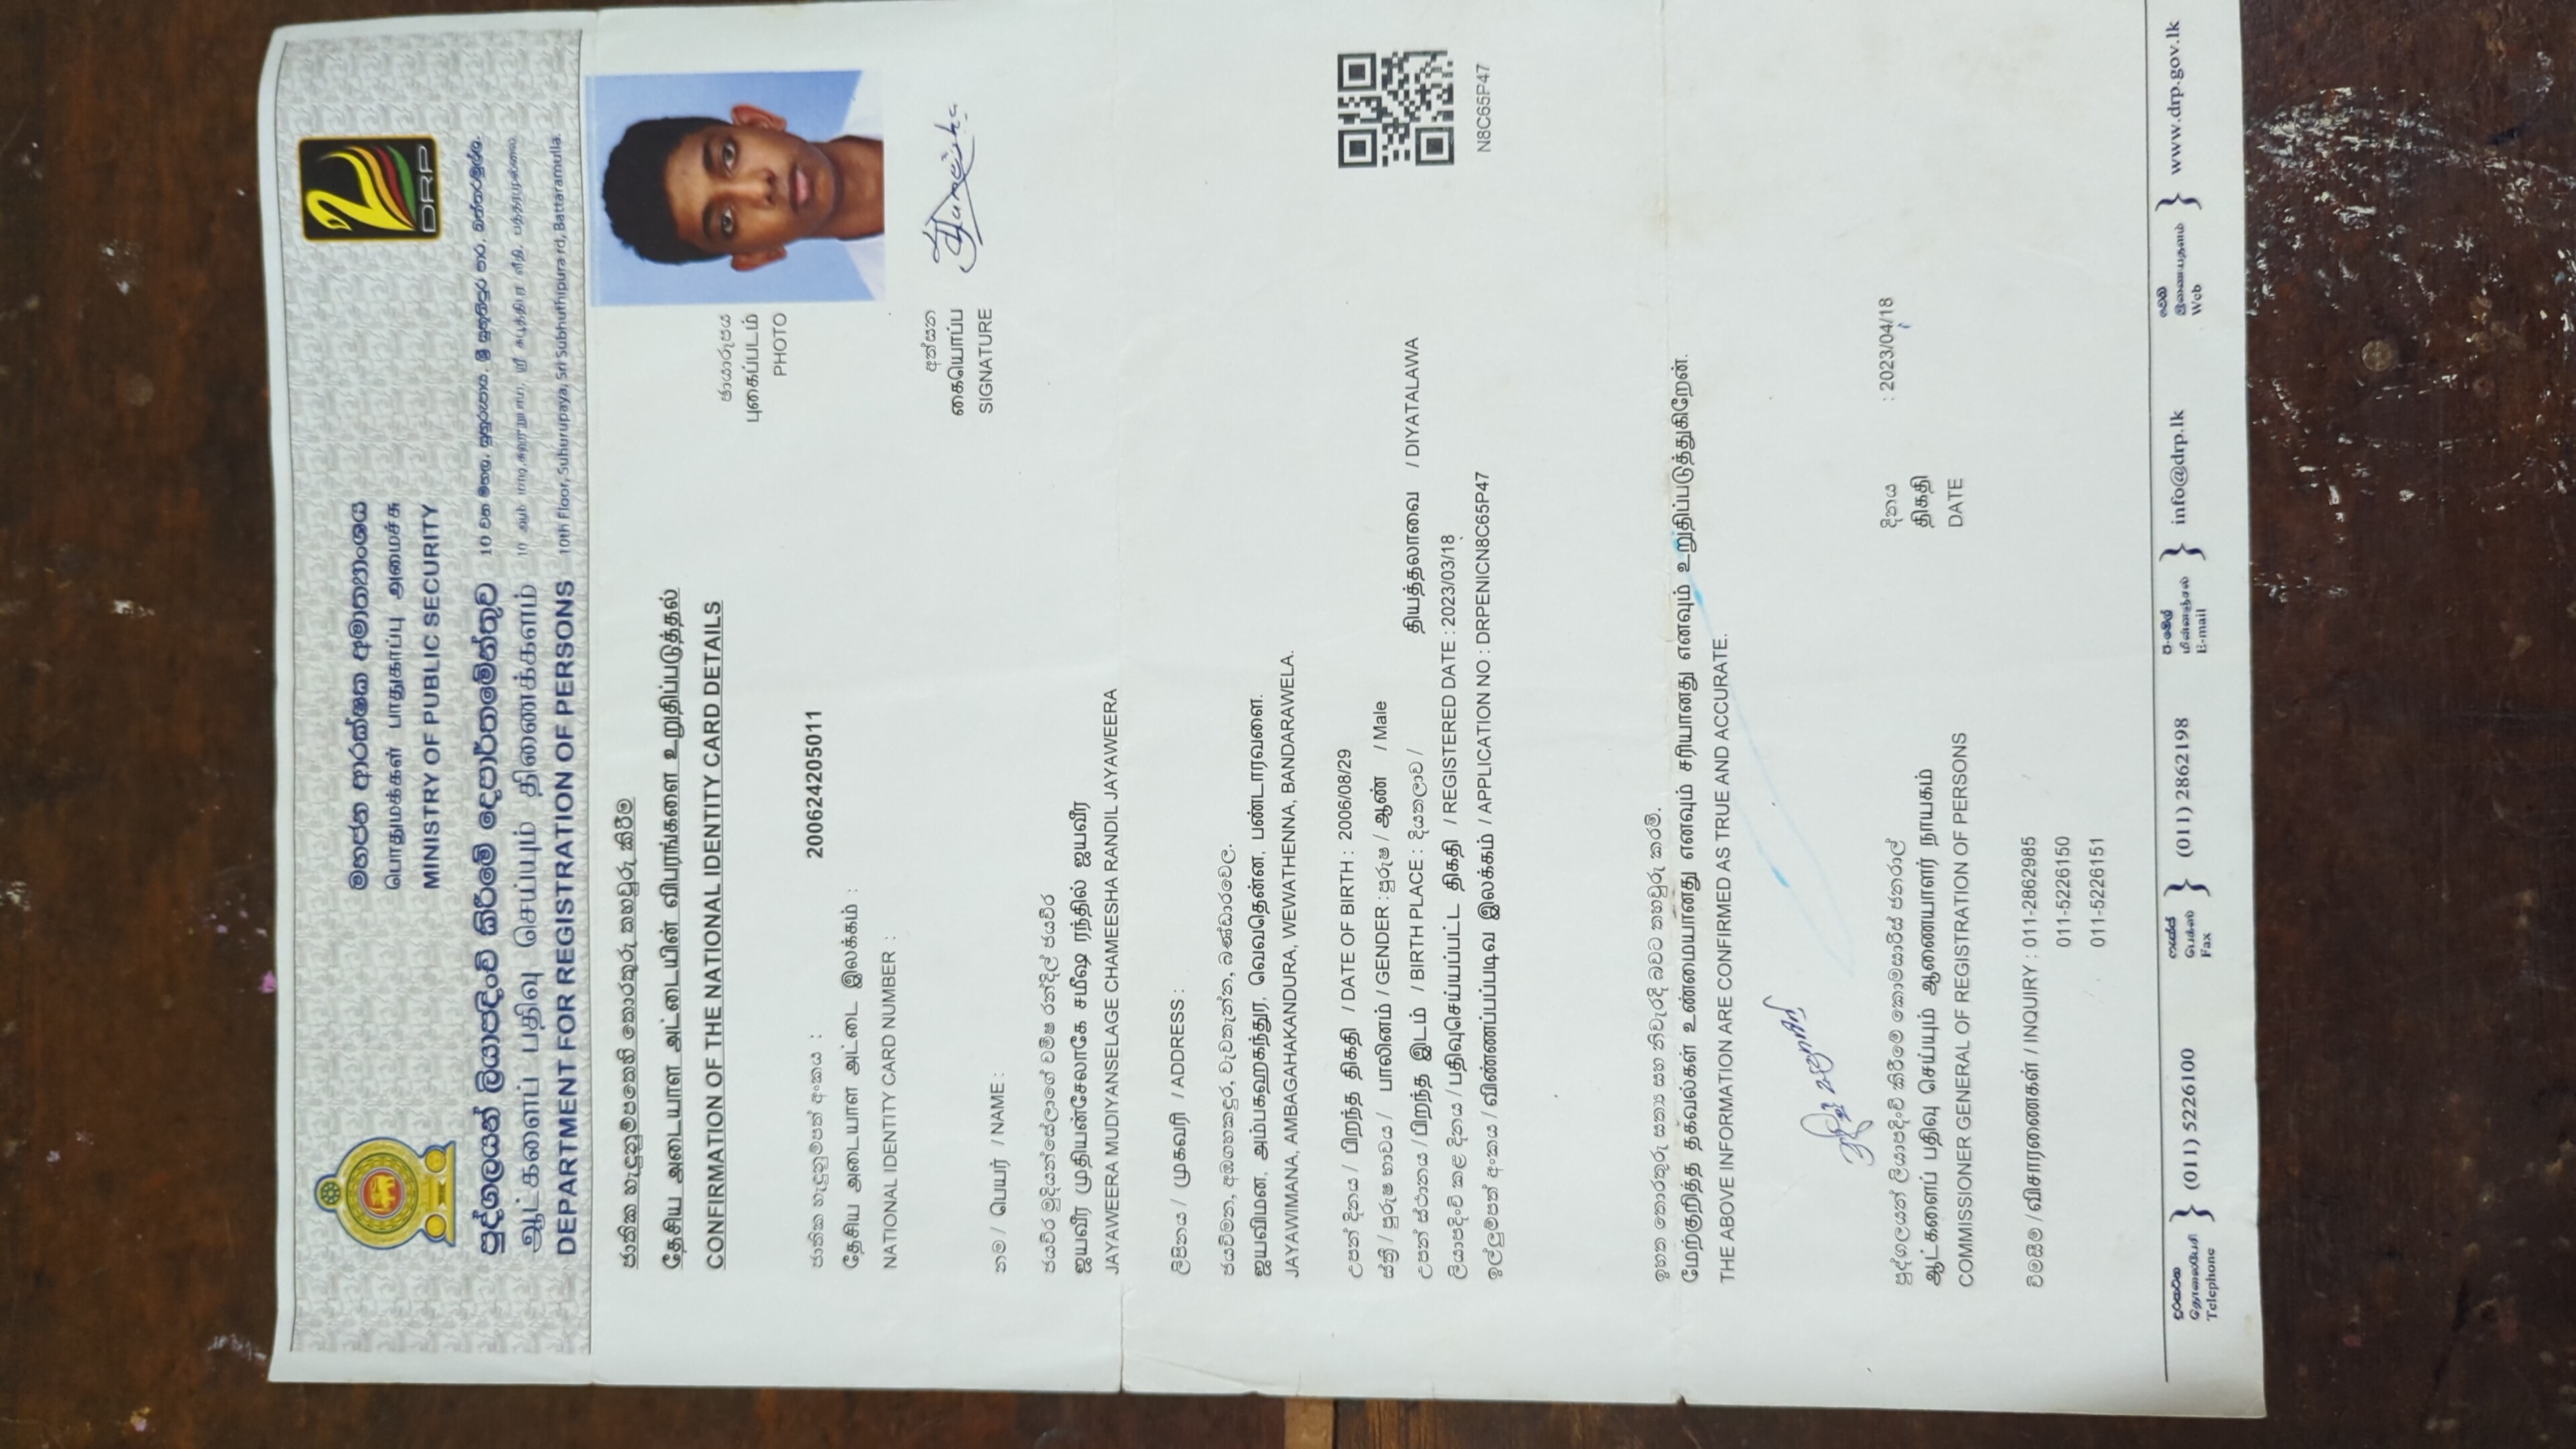 මහජන ආරක්ෂක අමාත්‍යාංශය
பொதுமக்கள் பாதுகாப்பு அமைச்சு
MINISTRY OF PUBLIC SECURITY
DRP
පුද්ගලයන් ලියාපදිංචි කිරීමේ දෙපාර්තමේන්තුව
ஆட்களைப் பதிவு செய்யும் திணைக்களம்
DEPARTMENT FOR REGISTRATION OF PERSONS
10 වන මහල, සුහුරුපාය, ශ්‍රී සුභූතිපුර පාර, බත්තරමුල්ල.
10 ஆம் மாடி, சுஹுறுபாய, ஸ்ரீ சுபூத்திபுர வீதி, பத்தரமுல்லை.
10th Floor, Suhurupaya, Sri Subhuthipura rd, Battaramulla.
ජාතික හැඳුනුම්පතෙහි තොරතුරු තහවුරු කිරීම
தேசிய அடையாள அட்டையின் விபரங்களை உறுதிப்படுத்தல்
CONFIRMATION OF THE NATIONAL IDENTITY CARD DETAILS
ඡායාරූපය
புகைப்படம்
PHOTO
ජාතික හැඳුනුම්පත් අංකය : 200624205011
தேசிய அடையாள அட்டை இலக்கம் :
NATIONAL IDENTITY CARD NUMBER :
අත්සන
கையொப்ப
SIGNATURE
නම / பெயர் / NAME :
ජයවීර මුදියන්සේලාගේ චමීෂ රන්දිල් ජයවීර
ஜயவீர முதியன்சேலாகே சமீஷ ரந்தில் ஜயவீர
JAYAWEERA MUDIYANSELAGE CHAMEESHA RANDIL JAYAWEERA
ලිපිනය / முகவரி / ADDRESS :
ජයවිමන, අඹගහකඳුර, වැවතැන්න, බණ්ඩාරවෙල.
ஜயவிமன, அம்பகஹகந்துர, வெவதென்ன, பண்டாரவளை.
JAYAWIMANA, AMBAGAHAKANDURA, WEWATHENNA, BANDARAWELA.
උපන් දිනය / பிறந்த திகதி / DATE OF BIRTH : 2006/08/29
ස්ත්‍රී / පුරුෂ භාවය / பாலினம் / GENDER : පුරුෂ / ஆண் / Male
උපන් ස්ථානය / பிறந்த இடம் / BIRTH PLACE : දියතලාව / தியத்தலாவை / DIYATALAWA
ලියාපදිංචි කළ දිනය / பதிவுசெய்யப்பட்ட திகதி / REGISTERED DATE : 2023/03/18
ඉල්ලුම්පත් අංකය / விண்ணப்பப்படிவ இலக்கம் / APPLICATION NO : DRPENICN8C65P47
N8C65P47
ඉහත තොරතුරු සත්‍ය සහ නිවැරදි බවට තහවුරු කරමි.
மேற்குறித்த தகவல்கள் உண்மையானது எனவும் சரியானது எனவும் உறுதிப்படுத்துகிறேன்.
THE ABOVE INFORMATION ARE CONFIRMED AS TRUE AND ACCURATE.
පුද්ගලයන් ලියාපදිංචි කිරීමේ කොමසාරිස් ජනරාල්
ஆட்களைப் பதிவு செய்யும் ஆணையாளர் நாயகம்
COMMISSIONER GENERAL OF REGISTRATION OF PERSONS
දිනය : 2023/04/18
திகதி
DATE
විමසීම් / விசாரணைகள் / INQUIRY : 011-2862985
011-5226150
011-5226151
දුරකථන
தொலைபேசி
Telephone
(011) 5226100
ෆැක්ස්
பெக்ஸ்
Fax
(011) 2862198
ඊ-මේල්
மின்னஞ்சல்
E-mail
info@drp.lk
වෙබ්
இணையதளம்
Web
www.drp.gov.lk